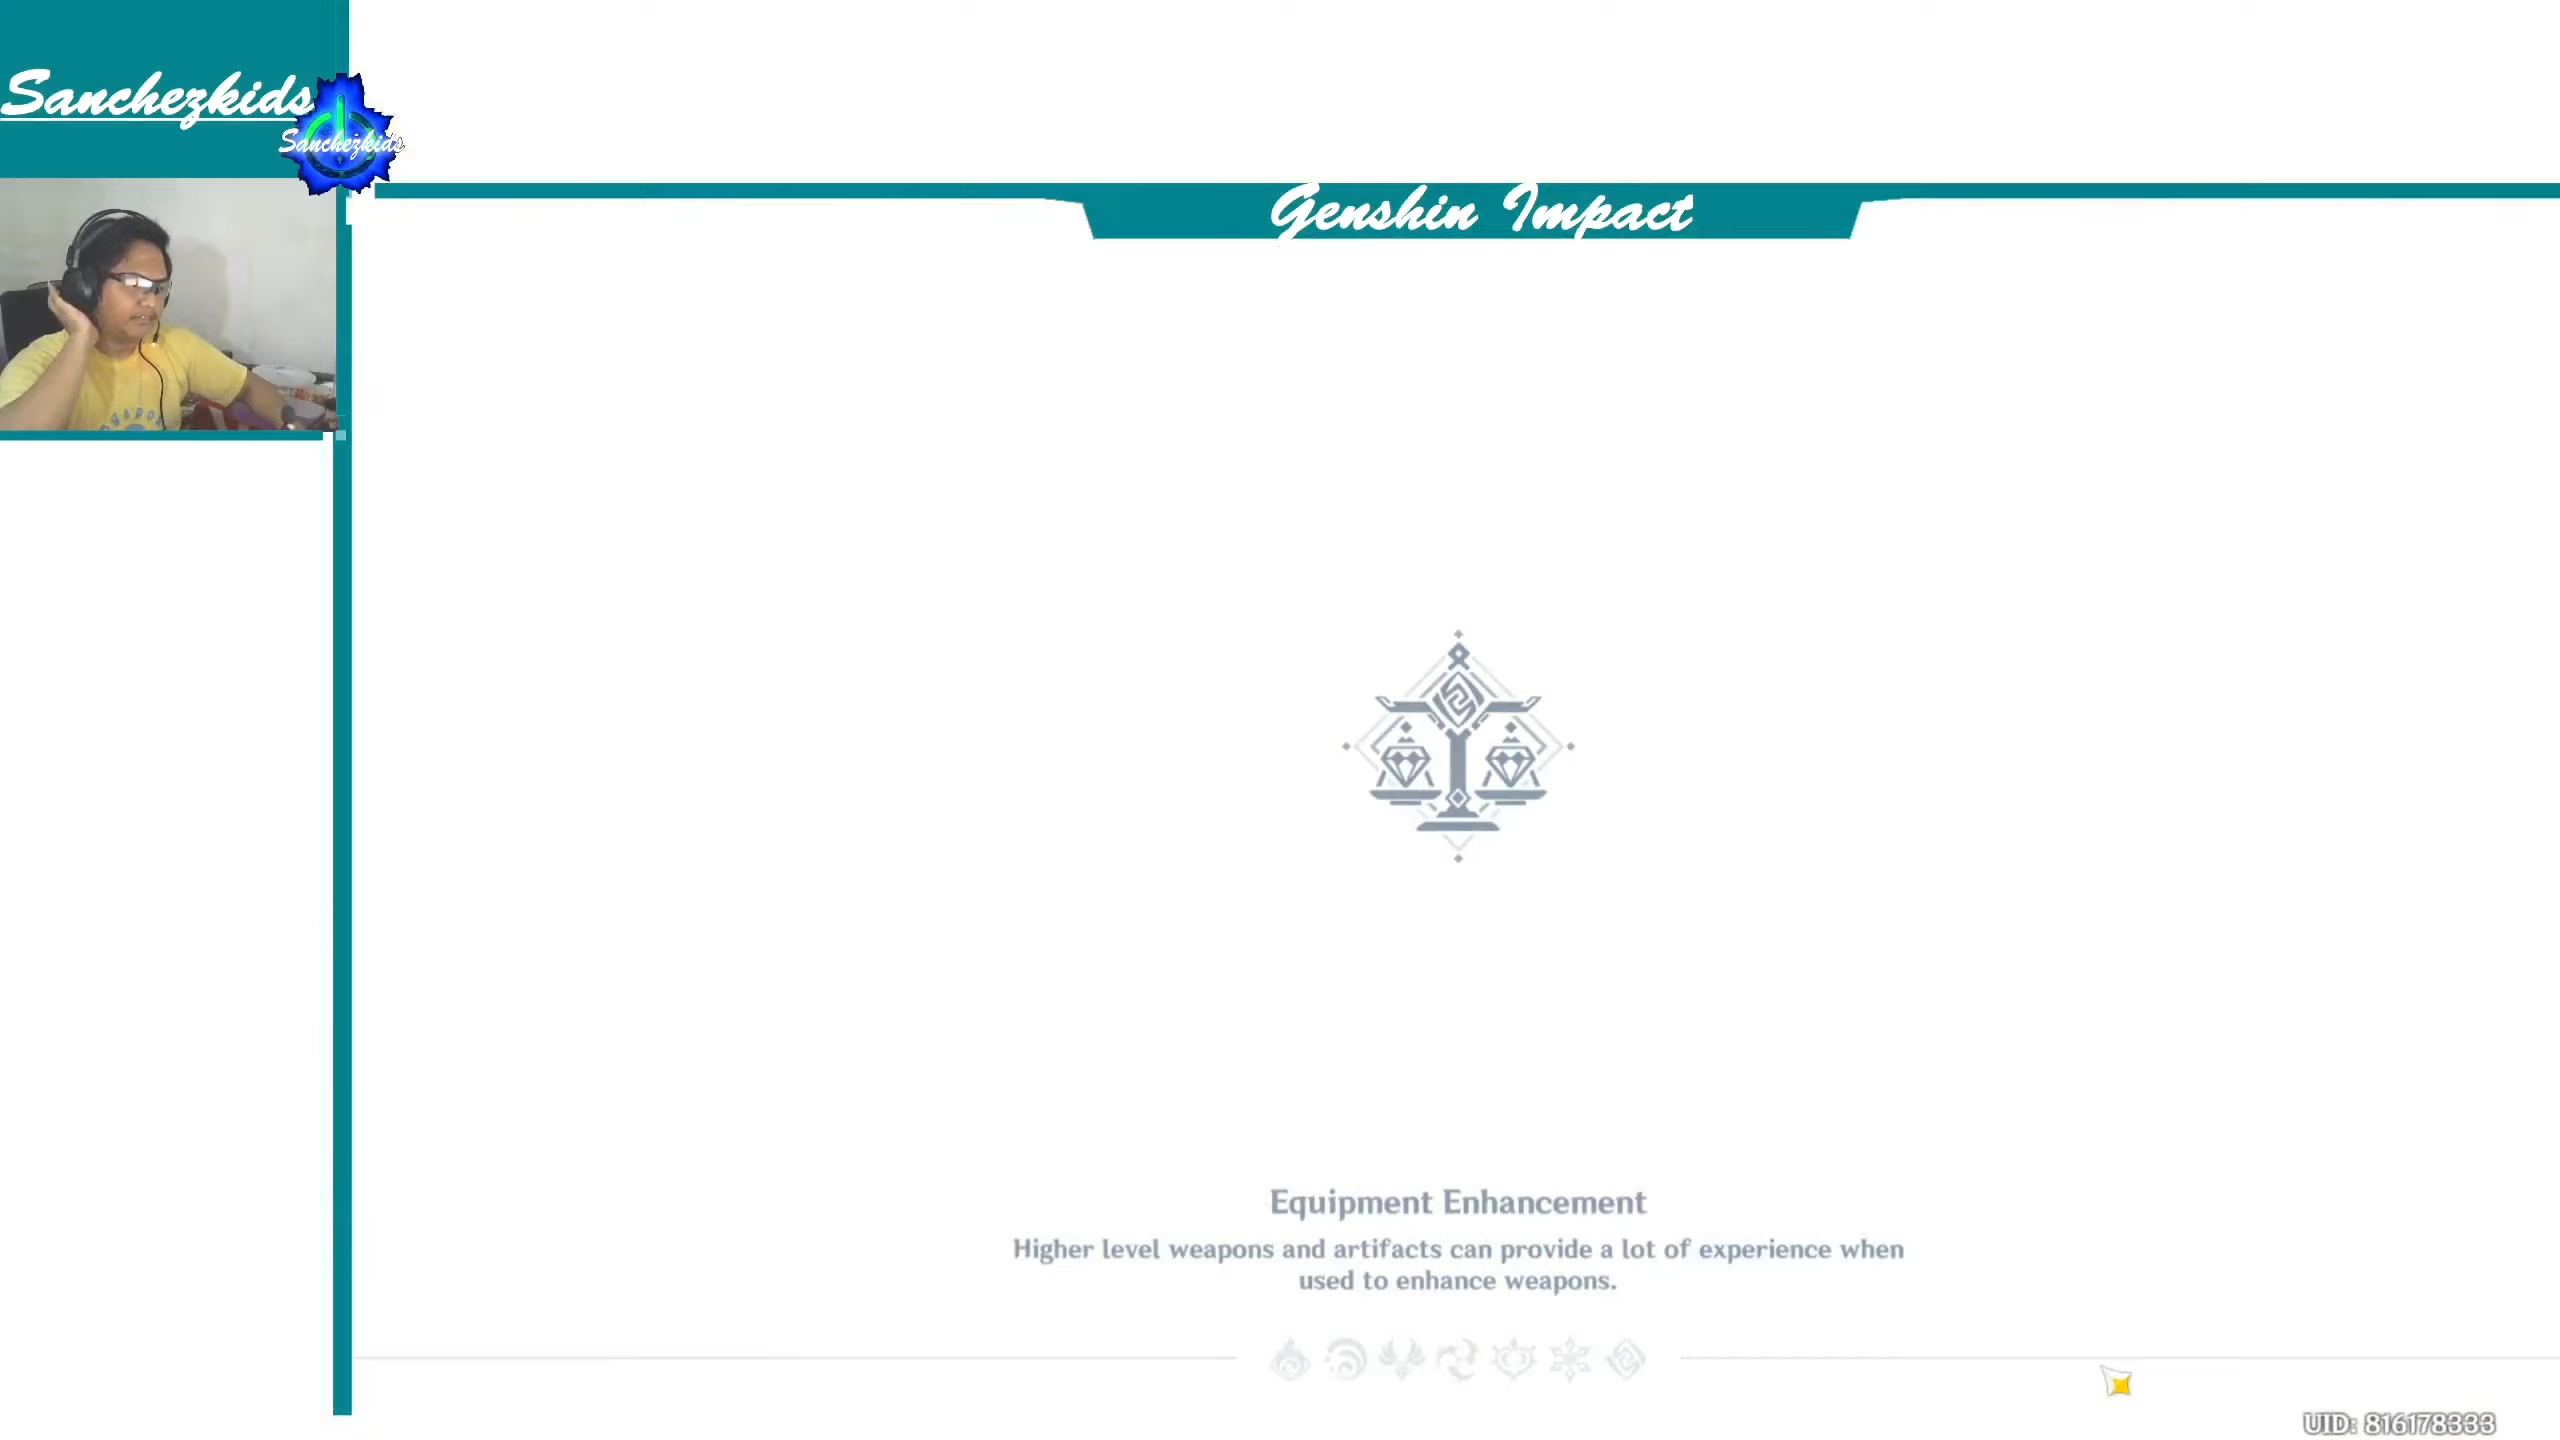 Sanchezkids
Sanchezkids
Genshin Impact
Equipment Enhancement
Higher level weapons and artifacts can provide a lot of experience when
used to enhance weapons.
UID: 816178333